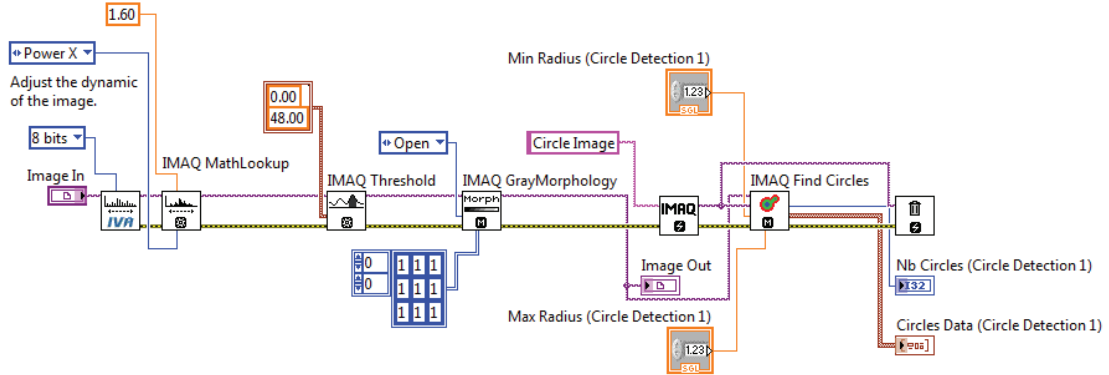 1.60
Power X
Adjust the dynamic
of the image.
8 bits
Image In
IVA
IMAQ MathLookup
0.00
48.00
IMAQ Threshold
Open
IMAQ GrayMorphology
Morph
M
0
0
1 1 1
1 1 1
1 1 1
Circle Image
IMAQ
Image Out
Min Radius (Circle Detection 1)
1.23
SGL
IMAQ Find Circles
M
Max Radius (Circle Detection 1)
1.23
SGL
Nb Circles (Circle Detection 1)
I32
Circles Data (Circle Detection 1)